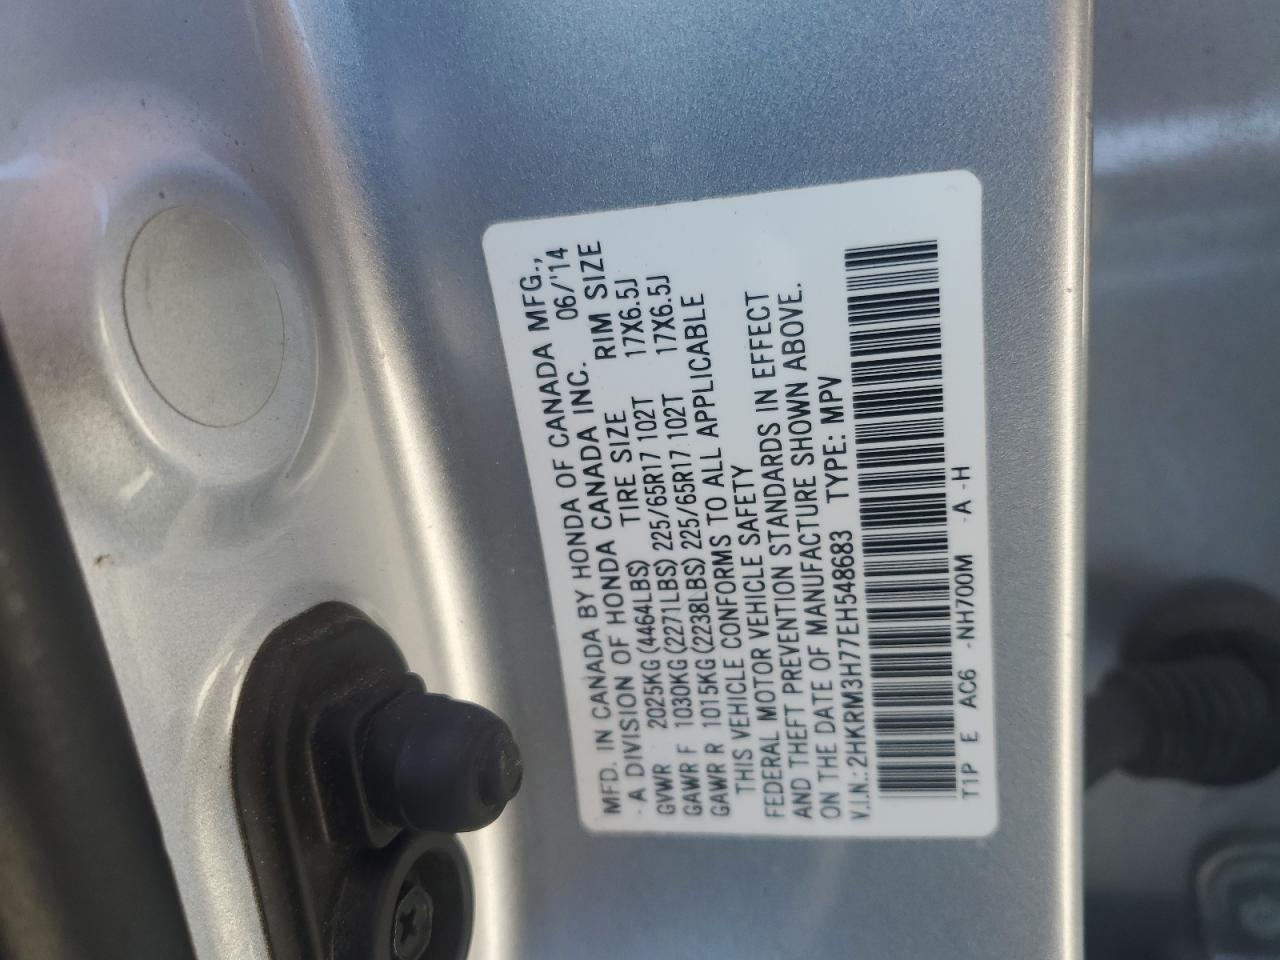 MFD. IN CANADA BY HONDA OF CANADA MFG.,
- A DIVISION OF HONDA CANADA INC. 06/'14
GVWR 2025KG(4464LBS) TIRE SIZE RIM SIZE
GAWR F 1030KG(2271LBS) 225/65R17 102T 17X6.5J
GAWR R 1015KG(2238LBS) 225/65R17 102T 17X6.5J
THIS VEHICLE CONFORMS TO ALL APPLICABLE
FEDERAL MOTOR VEHICLE SAFETY
AND THEFT PREVENTION STANDARDS IN EFFECT
ON THE DATE OF MANUFACTURE SHOWN ABOVE.
V.I.N.:2HKRM3H77EH548683 TYPE: MPV
T1P E AC6 -NH700M -A -H